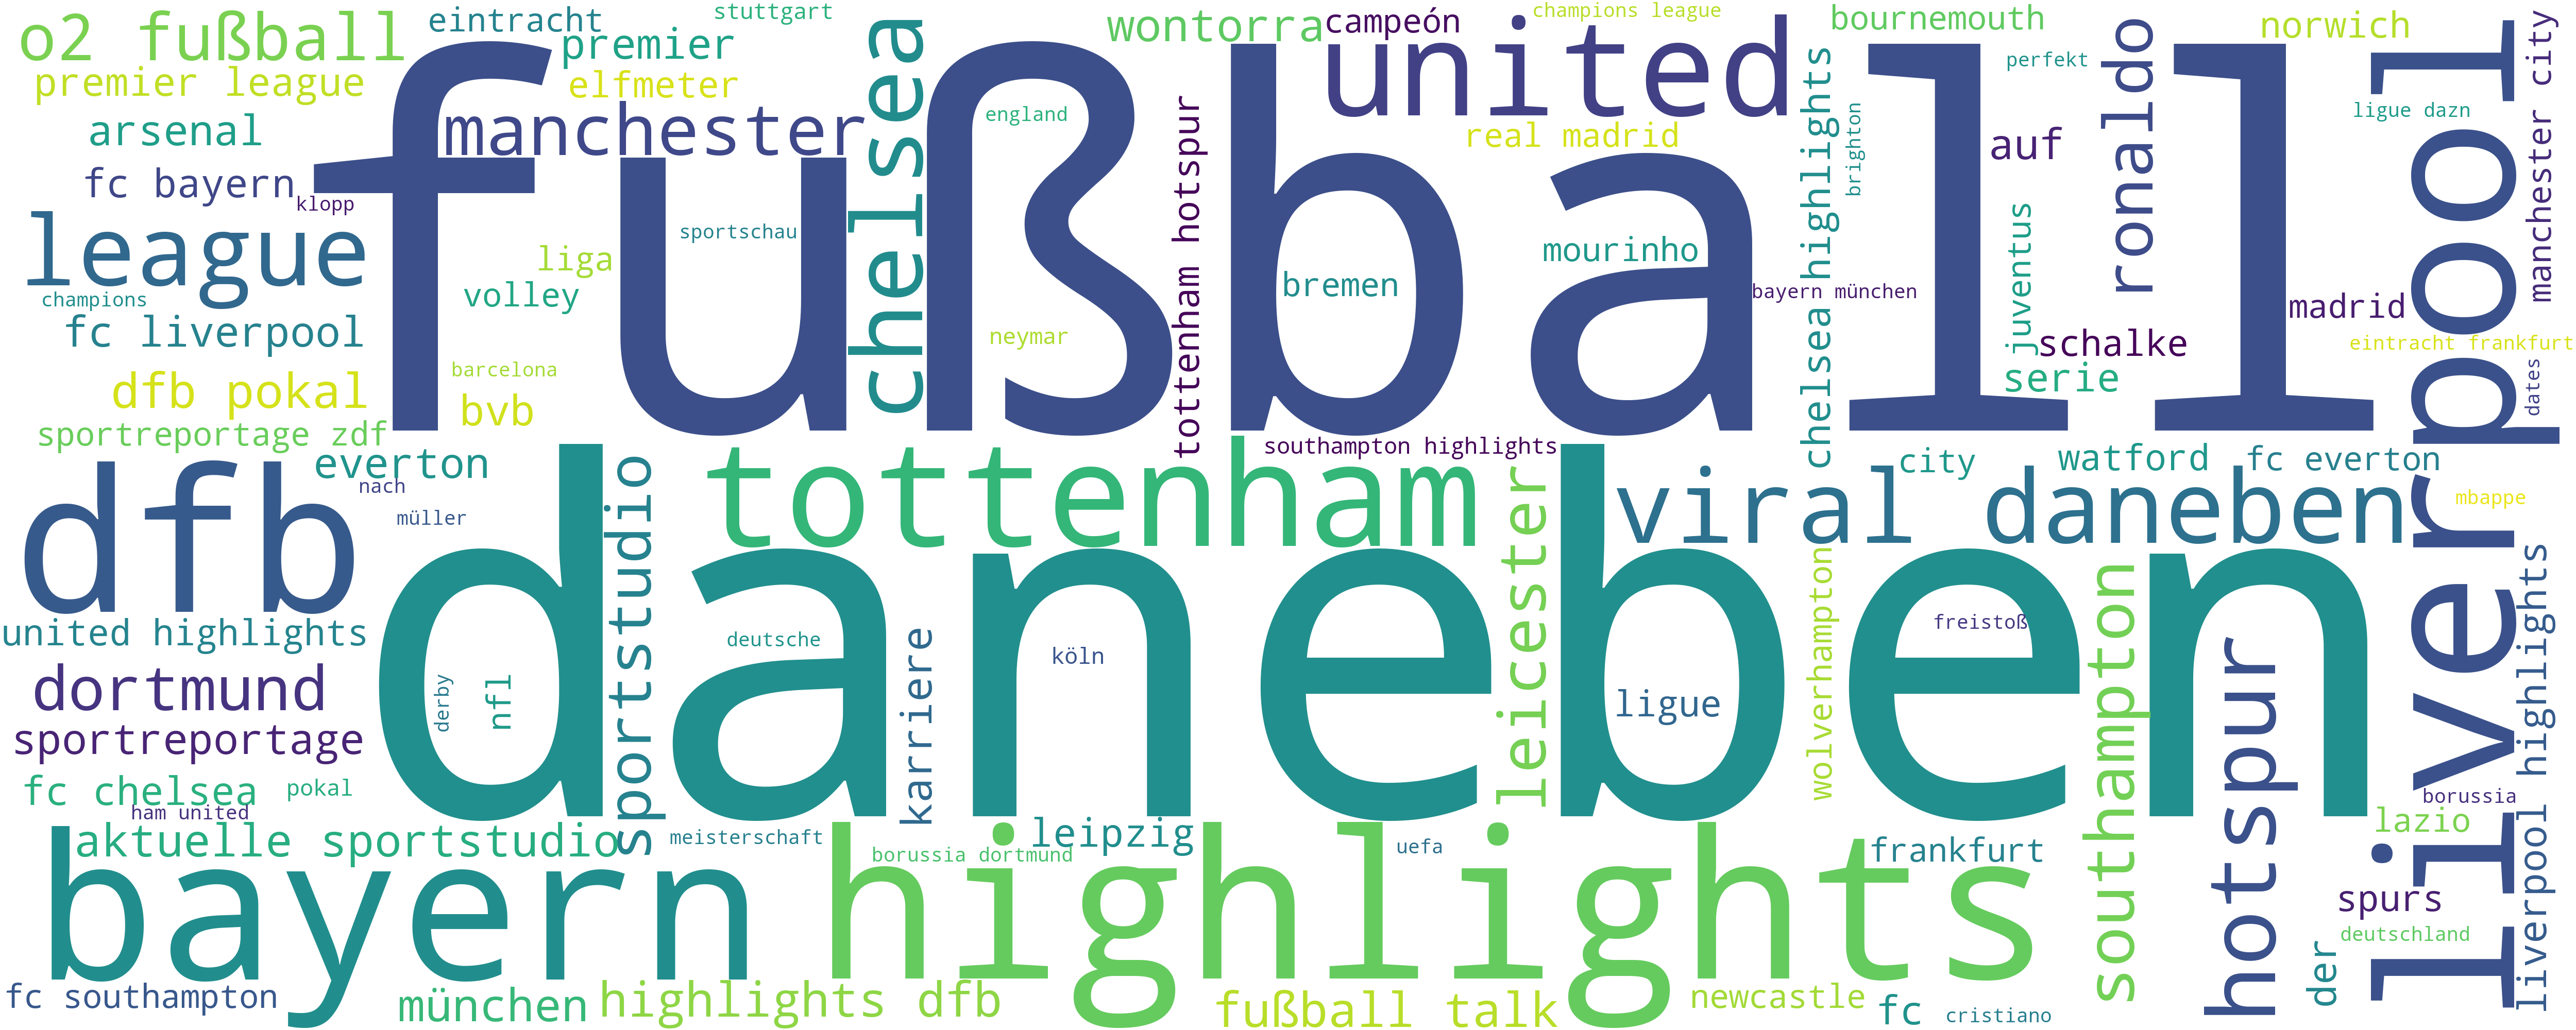 o2 fußball
eintracht
stuttgart
premier
premier league
elfmeter
chelsea
wontorra
campeón
champions league
united
bournemouth
perfekt
norwich
ronaldo
manchester city
ligue dazn
arsenal
manchester
england
real madrid
auf
brighton
fc bayern
klopp
fußball
tottenham hotspur
chelsea highlights
juventus
liverpool
league
sportschau
liga
mourinho
bremen
bayern münchen
madrid
champions
volley
fc liverpool
neymar
schalke
eintracht frankfurt
barcelona
serie
dates
dfb pokal
bvb
sportreportage zdf
everton
southampton highlights
city
watford
fc everton
dfb
nach
müller
sportstudio
tottenham
leicester
viral daneben
mbappe
daneben
united highlights
deutsche
köln
freistoß
wolverhampton
southampton
hotspur
liverpool highlights
dortmund
derby
nfl
karriere
ligue
sportreportage
fc chelsea
pokal
ham united
borussia
aktuelle sportstudio
meisterschaft
leipzig
uefa
frankfurt
lazio
borussia dortmund
bayern
highlights
spurs
deutschland
der
fc southampton
münchen
highlights dfb
fußball talk
newcastle
fc
cristiano